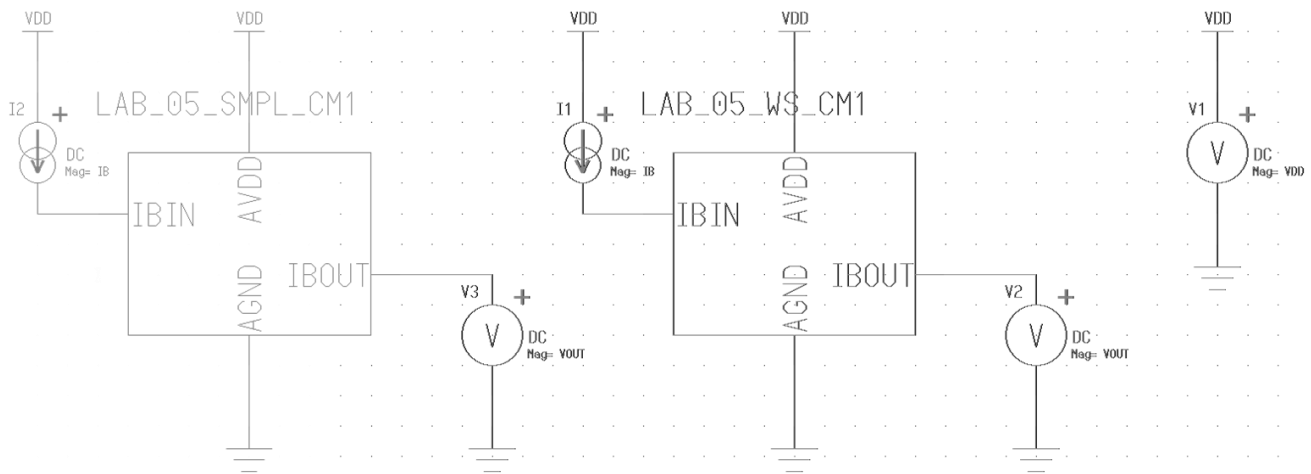 VDD
VDD
VDD
VDD
VDD
I2
LAB_05_SMPL_CM1
I1
LAB_05_WS_CM1
V1
DC
Mag= IB
DC
Mag= IB
DC
Mag= VDD
IBIN
AVDD
IBIN
AVDD
IBOUT
AGND
IBOUT
AGND
V3
DC
Mag= VOUT
V2
DC
Mag= VOUT